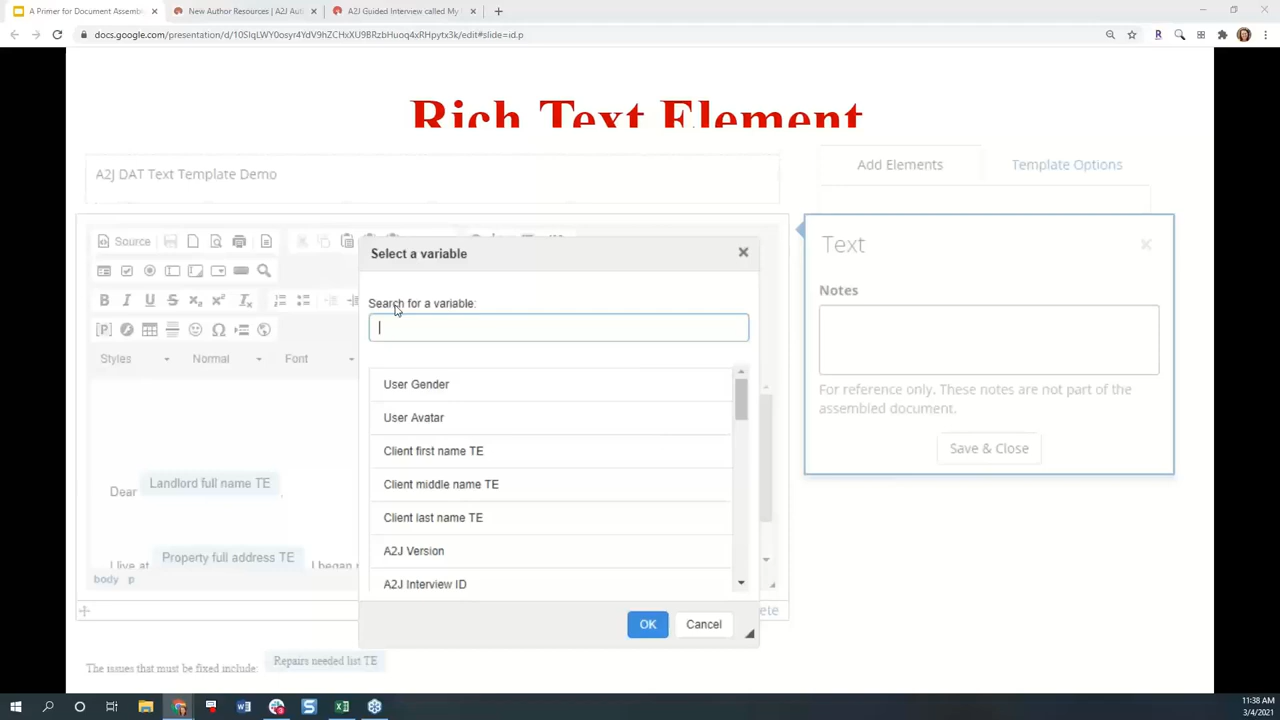 A Primer for Document Assemb
New Author Resources | A2J Aut
A2J Guided Interview called My
docs.google.com/presentation/d/10SlqLWY0osyr4YdV9hZCHxXU9BRzbHuoq4xRHpytx3k/edit#slide=id.p
Rich Text Element
A2J DAT Text Template Demo
Add Elements
Template Options
Source
Select a variable
Search for a variable:
User Gender
User Avatar
Client first name TE
Client middle name TE
Client last name TE
A2J Version
A2J Interview ID
OK
Cancel
Styles
Normal
Font
Dear Landlord full name TE ,
I live at Property full address TE . I began r
body p
ete
The issues that must be fixed include: Repairs needed list TE
Text
Notes
For reference only. These notes are not part of the
assembled document.
Save & Close
11:38 AM
3/4/2021